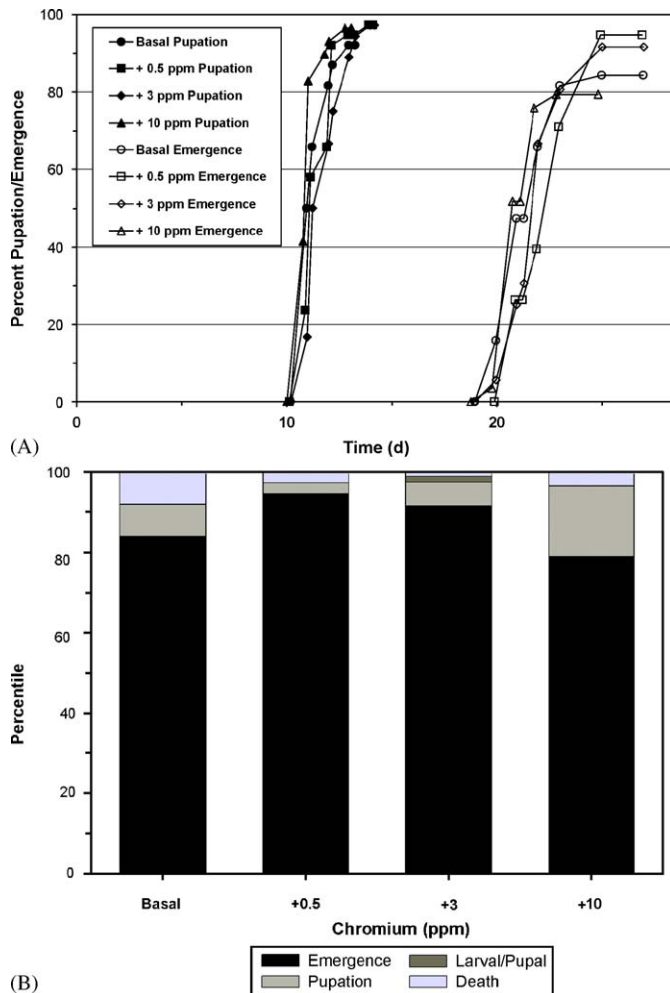 Percent Pupation/Emergence
100
80
60
40
20
0
Basal Pupation
+ 0.5 ppm Pupation
+ 3 ppm Pupation
+ 10 ppm Pupation
Basal Emergence
+ 0.5 ppm Emergence
+ 3 ppm Emergence
+ 10 ppm Emergence
0
10
20
Time (d)
(A)
Percentile
100
80
60
40
20
0
Basal
+0.5
+3
+10
Chromium (ppm)
Emergence
Larval/Pupal
Pupation
Death
(B)